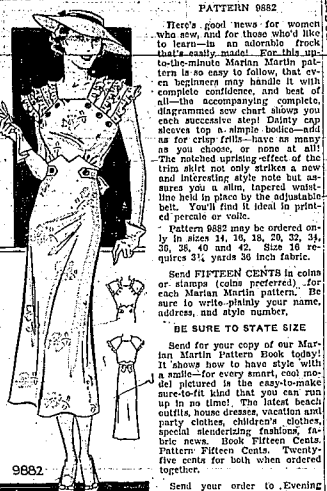 PATTERN 9882
Here's good news for women
who sew, and for those who'd like
to learn—in an adorable frock
that's easily made! For this up-
to-the-minute Marian Martin pat-
tern is so easy to follow, that ev-
en beginners may handle it with
complete confidence, and best of
all—the accompanying complete,
diagrammed sew chart shows you
each successive step! Dainty cap
sleeves top a simple bodice—add
as for crisp frills—have as many
as you choose, or none at all!
The notched uprising effect of the
trim skirt not only strikes a new
and interesting style note but as-
sures you a slim, tapered waist-
line held in place by the adjustable
belt. You'll find it ideal in print-
ed percale or voile.
Pattern 9882 may be ordered on-
ly in sizes 14, 16, 18, 20, 32, 34,
36, 38, 40 and 42. Size 16 re-
quires 3¼ yards 36 inch fabric.
Send FIFTEEN CENTS in coins
or stamps (coins preferred) for
each Marian Martin pattern. Be
sure to write plainly your name,
address, and style number.
BE SURE TO STATE SIZE
Send for your copy of our Mar-
ian Martin Pattern Book today!
It shows how to have style with
a smile—for every smart, cool mo-
del pictured is the easy-to-make
sure-to-fit kind that you can run
up in no time! The latest beach
outfits, house dresses, vacation and
party clothes, children's clothes,
special slenderizing fashions, fa-
bric news. Book Fifteen Cents.
Pattern Fifteen Cents. Twenty-
five cents for both when ordered
together.
Send your order to Evening
9882